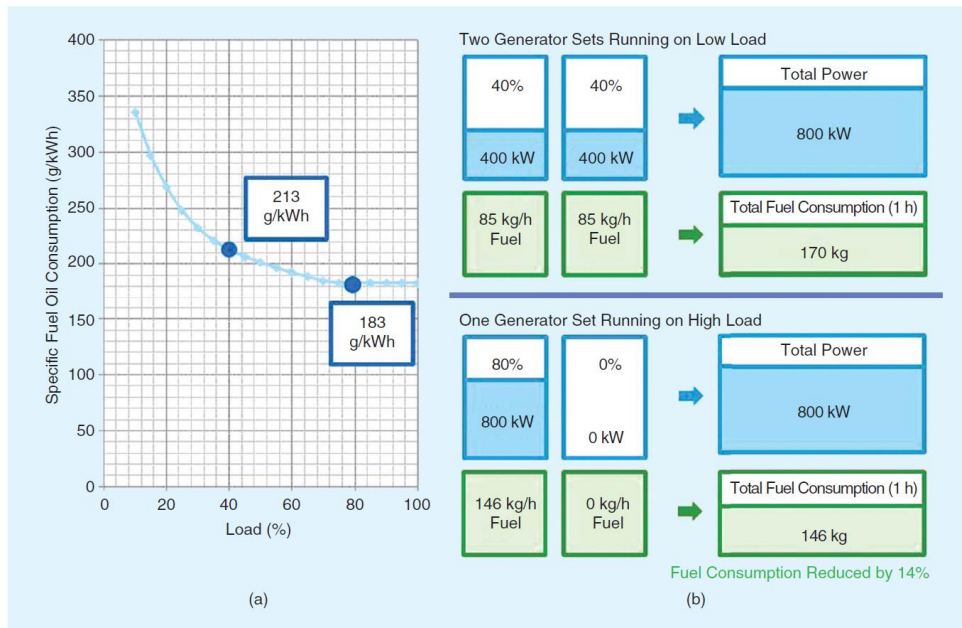 400
350
300
250
200
150
100
50
0
Specific Fuel Oil Consumption (g/kWh)
213
g/kWh
183
g/kWh
0 20 40 60 80 100
Load (%)
(a)
Two Generator Sets Running on Low Load
40% 40%
400 kW 400 kW
Total Power
800 kW
85 kg/h
Fuel
85 kg/h
Fuel
Total Fuel Consumption (1 h)
170 kg
One Generator Set Running on High Load
80% 0%
800 kW
0 kW
Total Power
800 kW
146 kg/h
Fuel
0 kg/h
Fuel
Total Fuel Consumption (1 h)
146 kg
Fuel Consumption Reduced by 14%
(b)